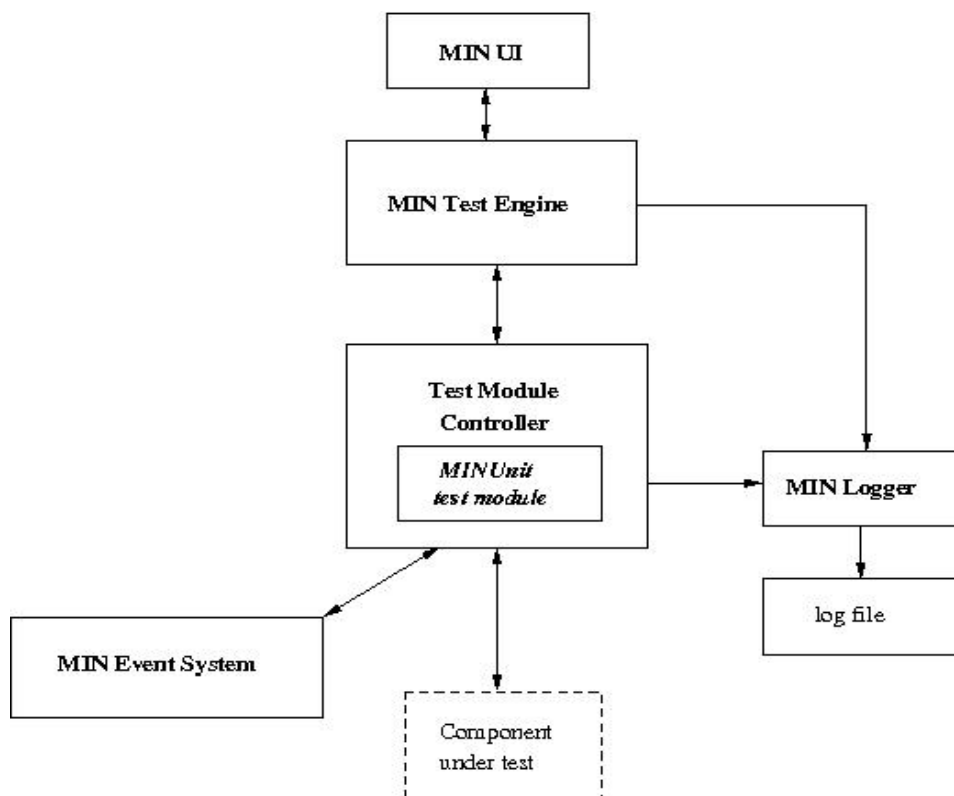 MIN UI
MIN Test Engine
Test Module
Controller
MINUnit
test module
MIN Logger
log file
MIN Event System
Component
under test